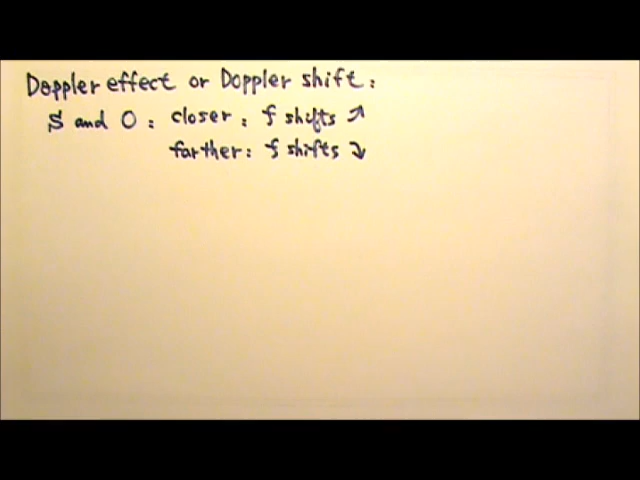 Doppler effect or Doppler shift:
S and O: closer: f shifts ↗
farther: f shifts ↘